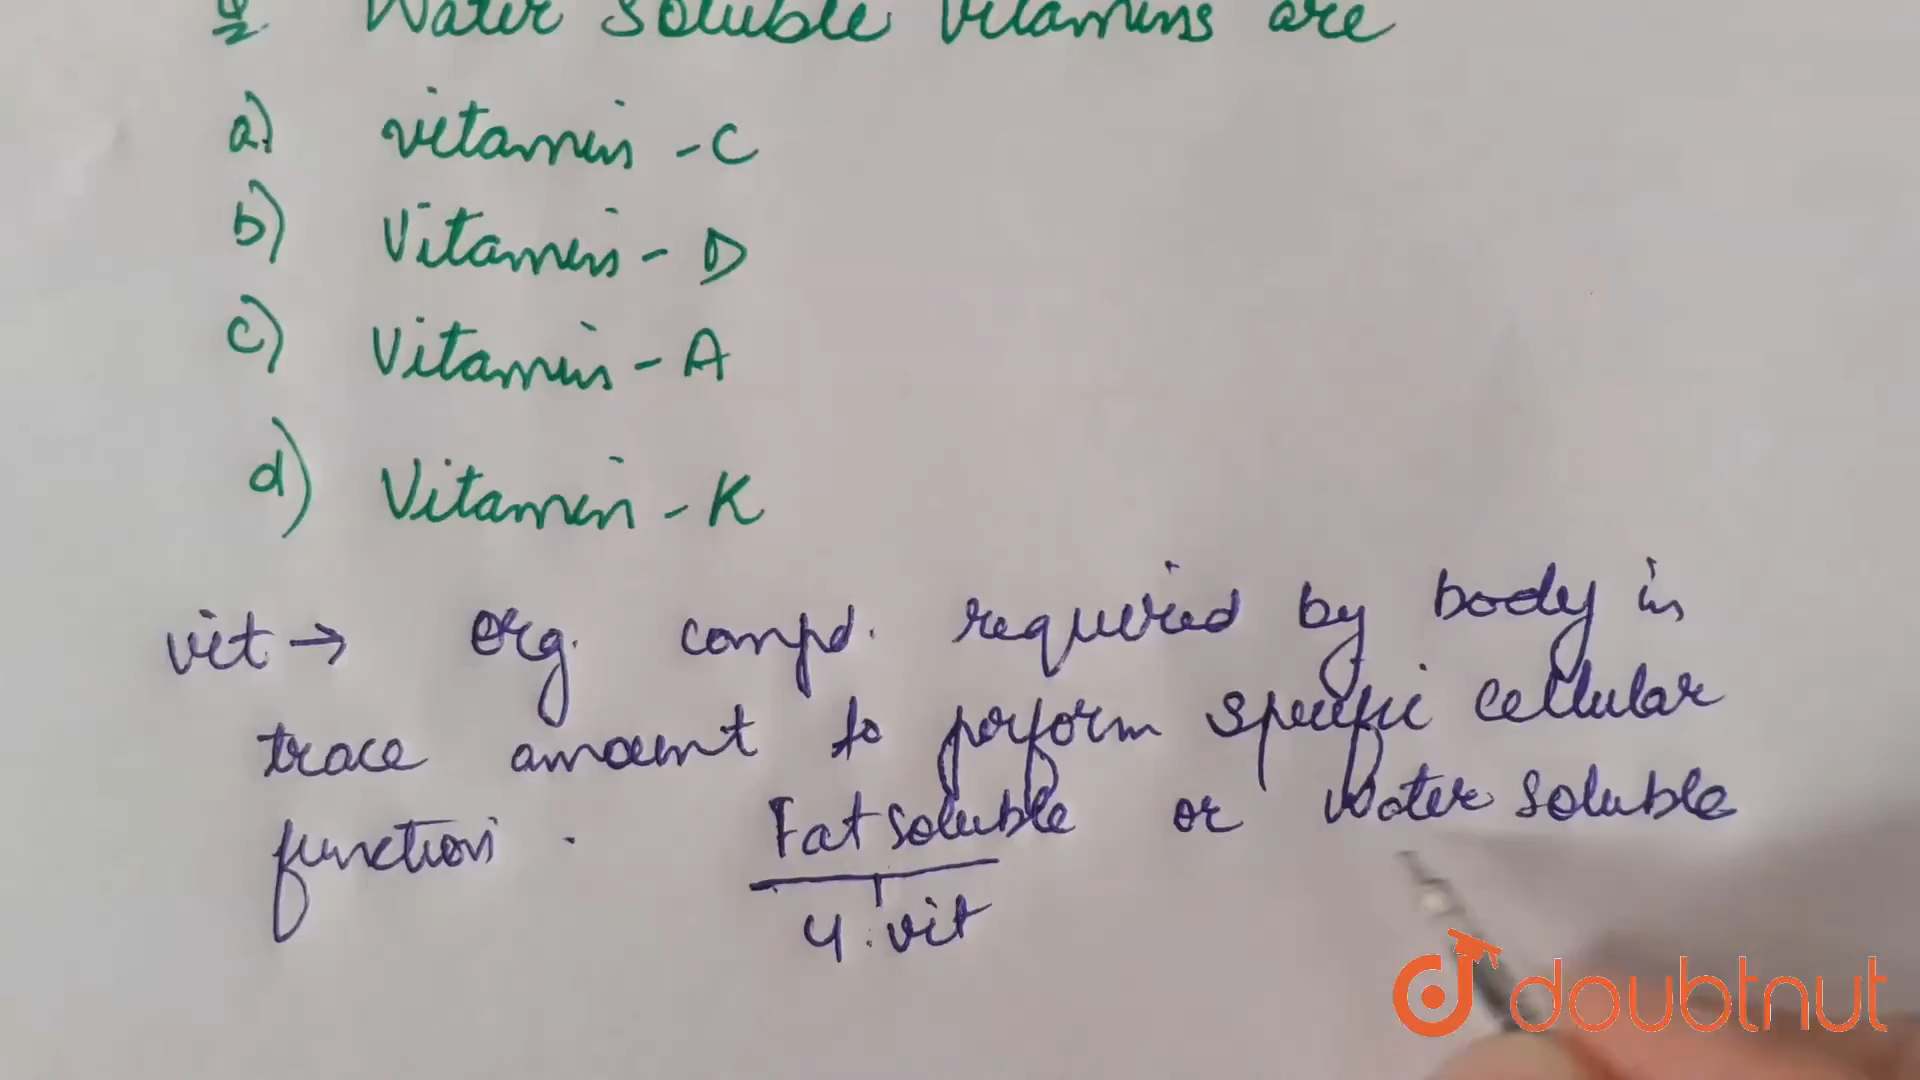 Q Water Soluble Vitamins are
a) vitamin - C
b) Vitamin - D
c) Vitamin - A
d) Vitamin - K
vit → org. compd. required by body in
trace amount to perform specific cellular
function. Fat soluble or Water soluble
4. vit
doubtnut